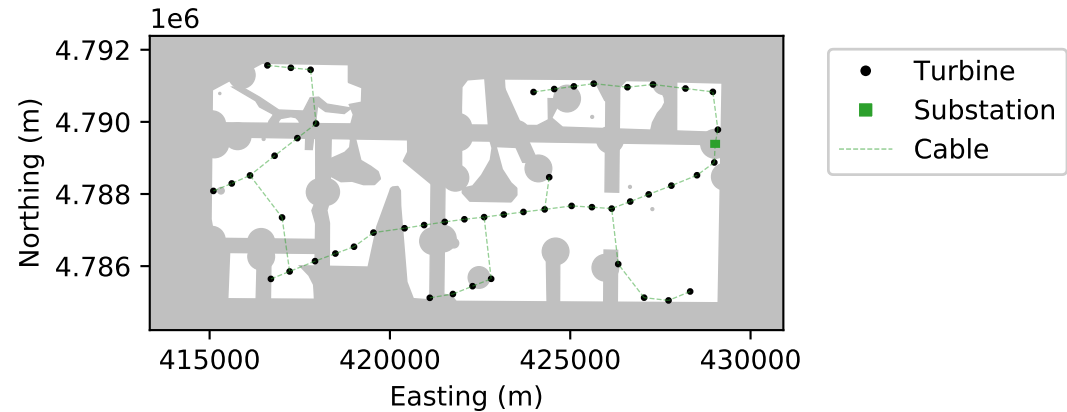 1e6
4.792
4.790
4.788
4.786
Northing (m)
415000 420000 425000 430000
Easting (m)
Turbine
Substation
Cable